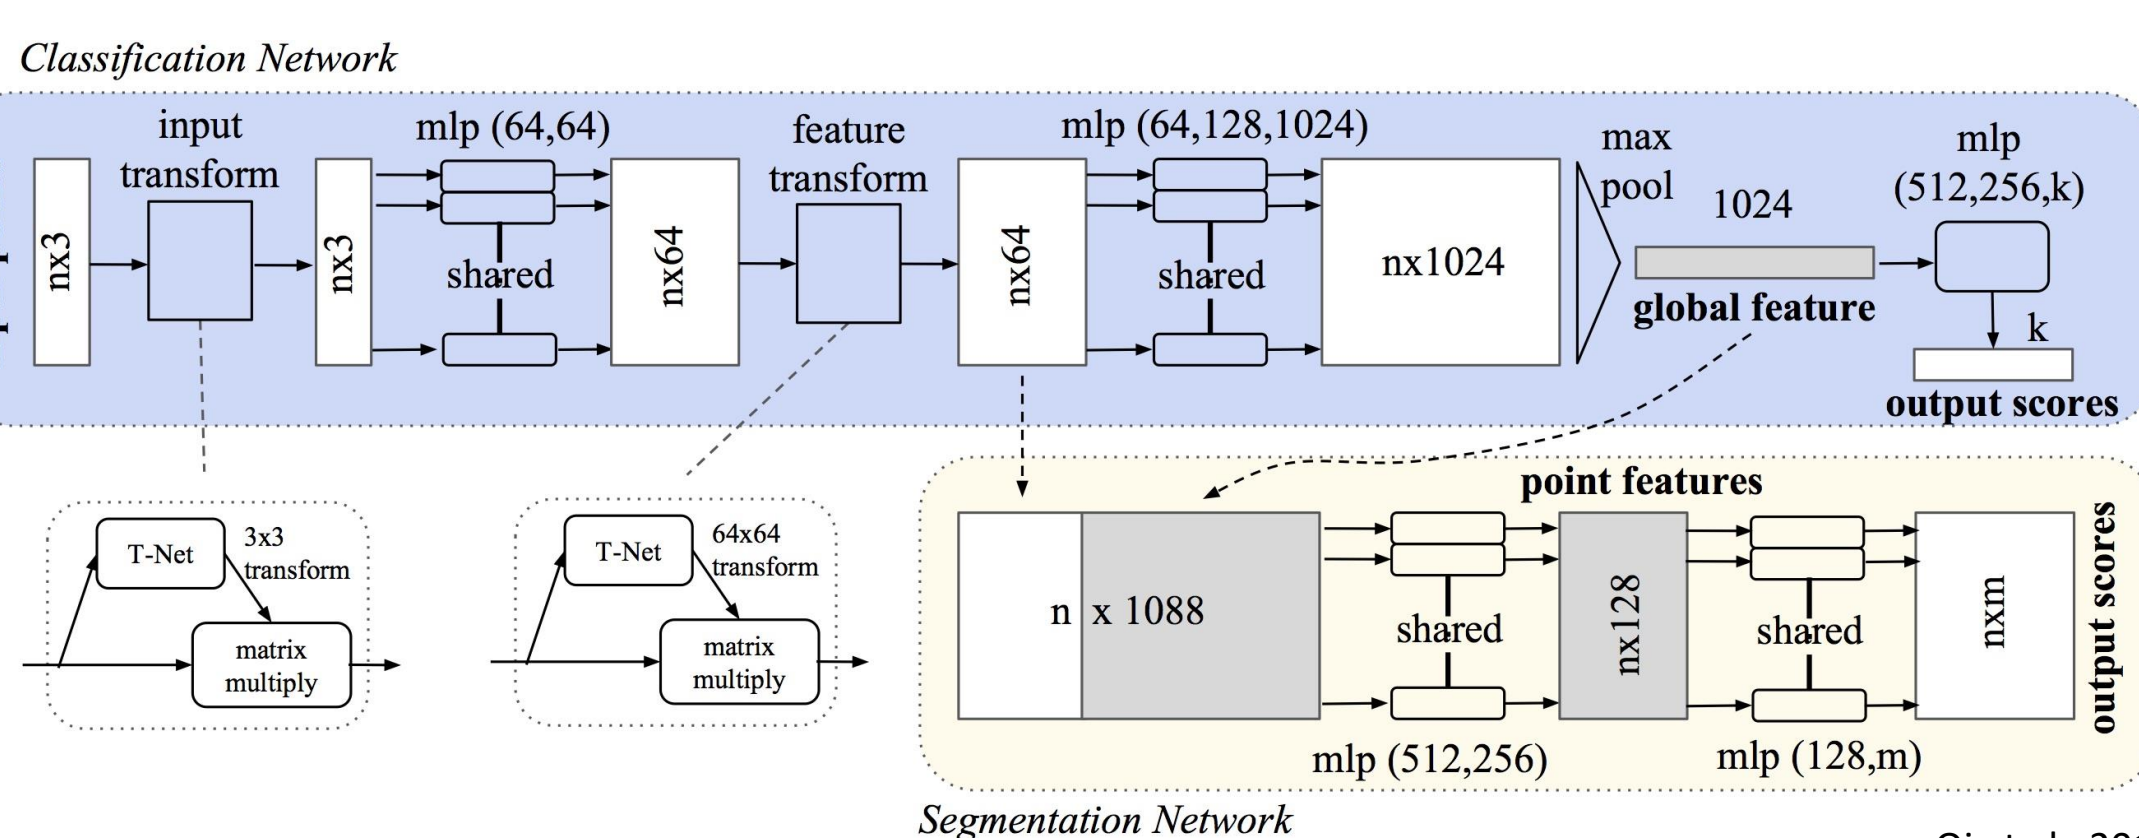 Classification Network
input
transform
mlp (64,64)
feature
transform
mlp (64,128,1024)
max
pool
1024
mlp
(512,256,k)
nx3
nx3
shared
nx64
nx64
shared
nx1024
global feature
k
output scores
T-Net
3x3
transform
matrix
multiply
T-Net
64x64
transform
matrix
multiply
point features
n x 1088
shared
nx128
shared
nxm
output scores
mlp (512,256)
mlp (128,m)
Segmentation Network